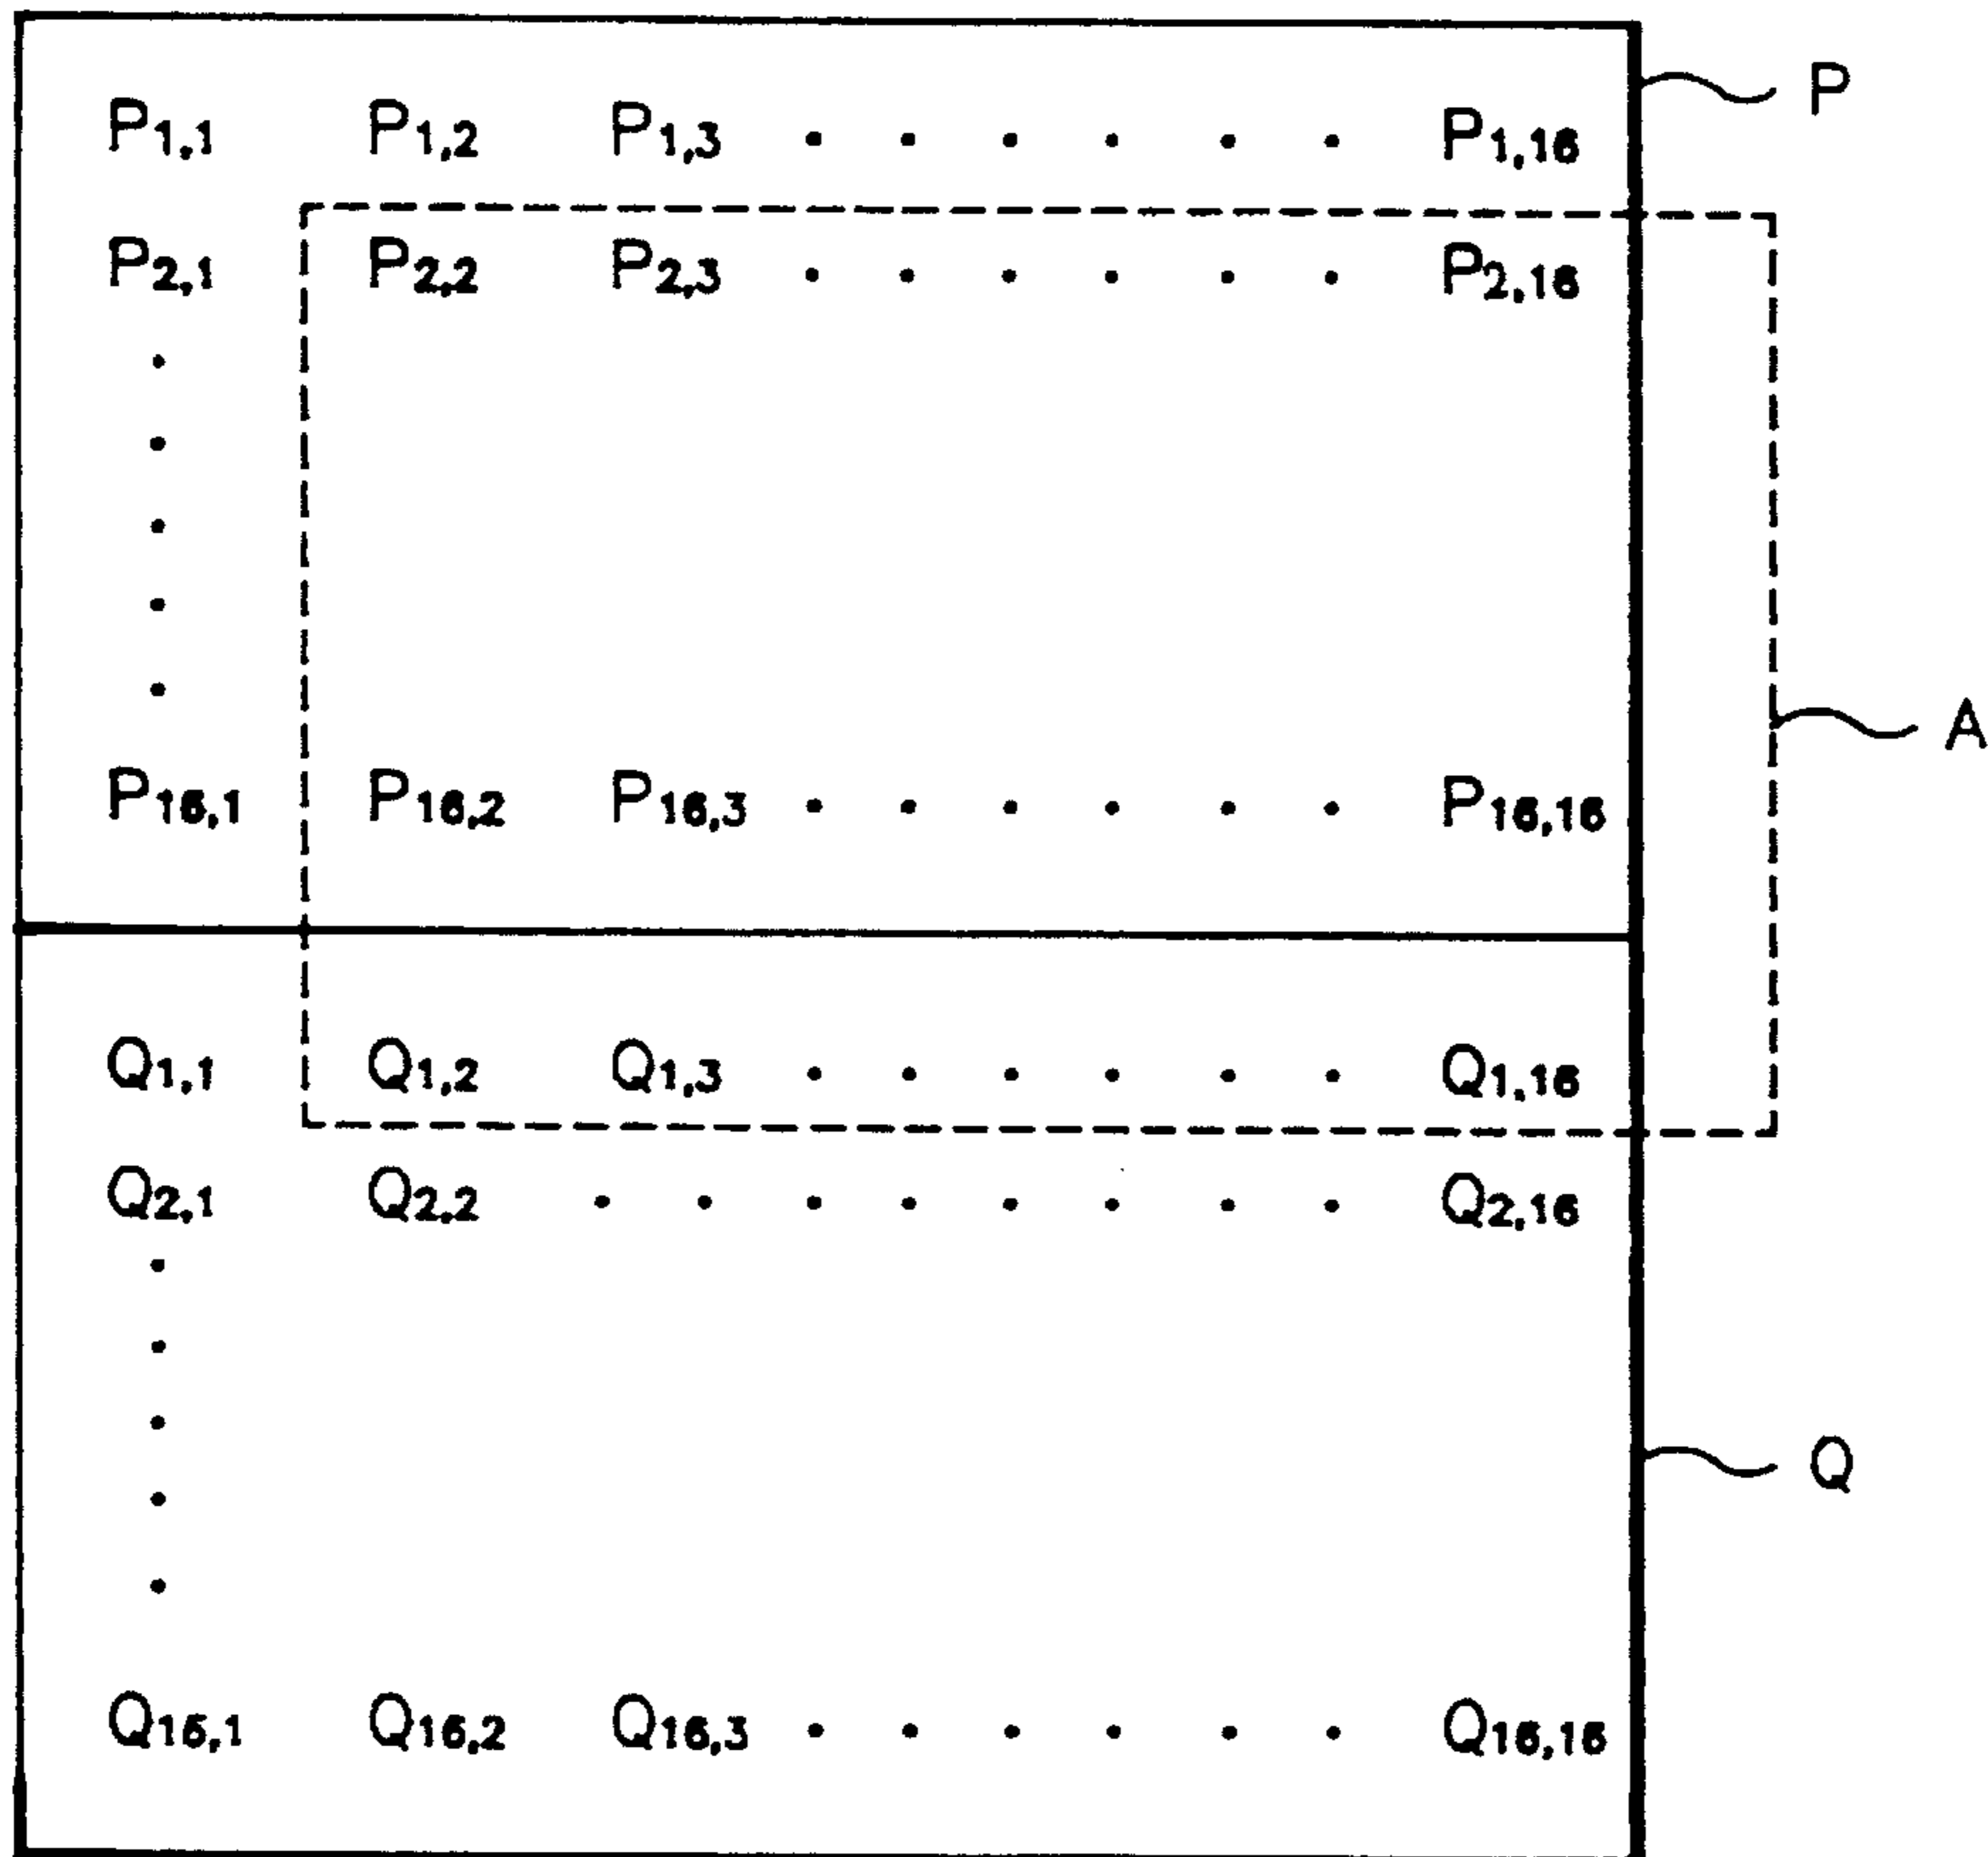 P1,1 P1,2 P1,3 . . . . . . P1,16 P
P2,1 P2,2 P2,3 . . . . . . P2,16
A
P16,1 P16,2 P16,3 . . . . . . P16,16
Q1,1 Q1,2 Q1,3 . . . . . . Q1,16
Q2,1 Q2,2 . . . . . . . . Q2,16
Q
Q16,1 Q16,2 Q16,3 . . . . . . Q16,16